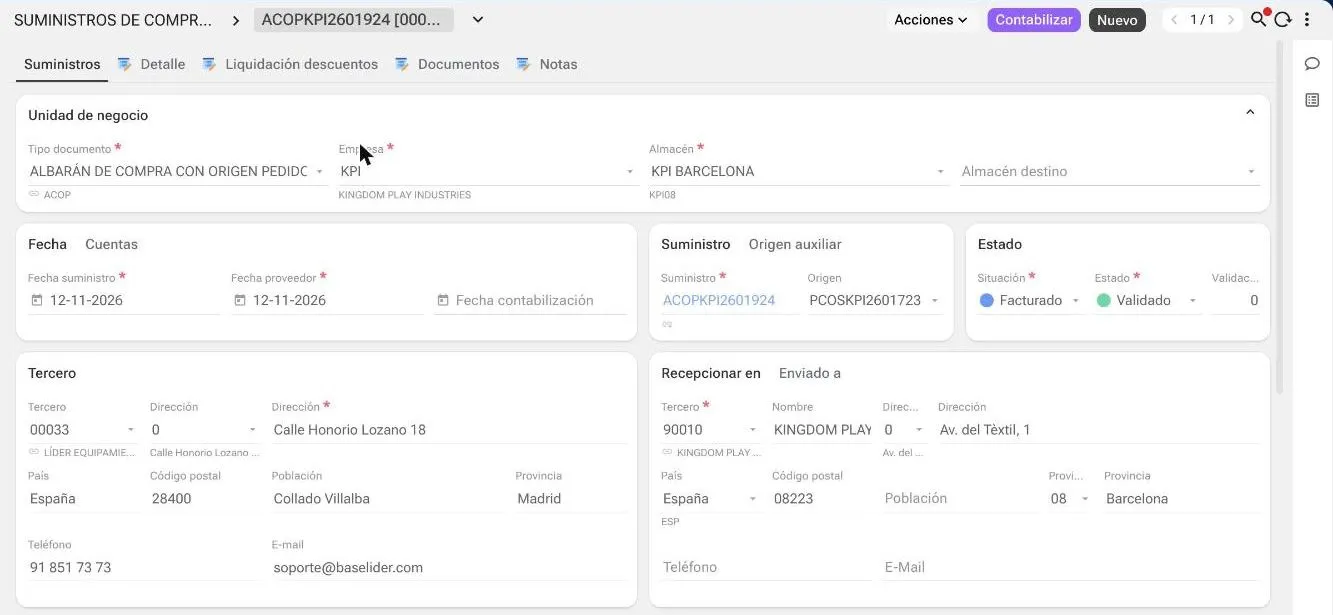 SUMINISTROS DE COMPR... > ACOPKPI2601924 [000... Acciones Contabilizar Nuevo 1 / 1
Suministros Detalle Liquidación descuentos Documentos Notas
Unidad de negocio
Tipo documento * Empresa * Almacén *
ALBARÁN DE COMPRA CON ORIGEN PEDIDO KPI KPI BARCELONA Almacén destino
ACOP KINGDOM PLAY INDUSTRIES KPI08
Fecha Cuentas
Fecha suministro * Fecha proveedor *
12-11-2026 12-11-2026 Fecha contabilización
Suministro Origen auxiliar
Suministro * Origen
ACOPKPI2601924 PCOSKPI2601723
Estado
Situación * Estado * Validac...
Facturado Validado 0
Tercero
Tercero Dirección Dirección *
00033 0 Calle Honorio Lozano 18
LÍDER EQUIPAMIE... Calle Honorio Lozano ...
País Código postal Población Provincia
España 28400 Collado Villalba Madrid
Teléfono E-mail
91 851 73 73 soporte@baselider.com
Recepcionar en Enviado a
Tercero * Nombre Direc... Dirección
90010 KINGDOM PLAY 0 Av. del Tèxtil, 1
KINGDOM PLAY ... Av. del ...
País Código postal Provi... Provincia
España 08223 Población 08 Barcelona
ESP
Teléfono E-Mail